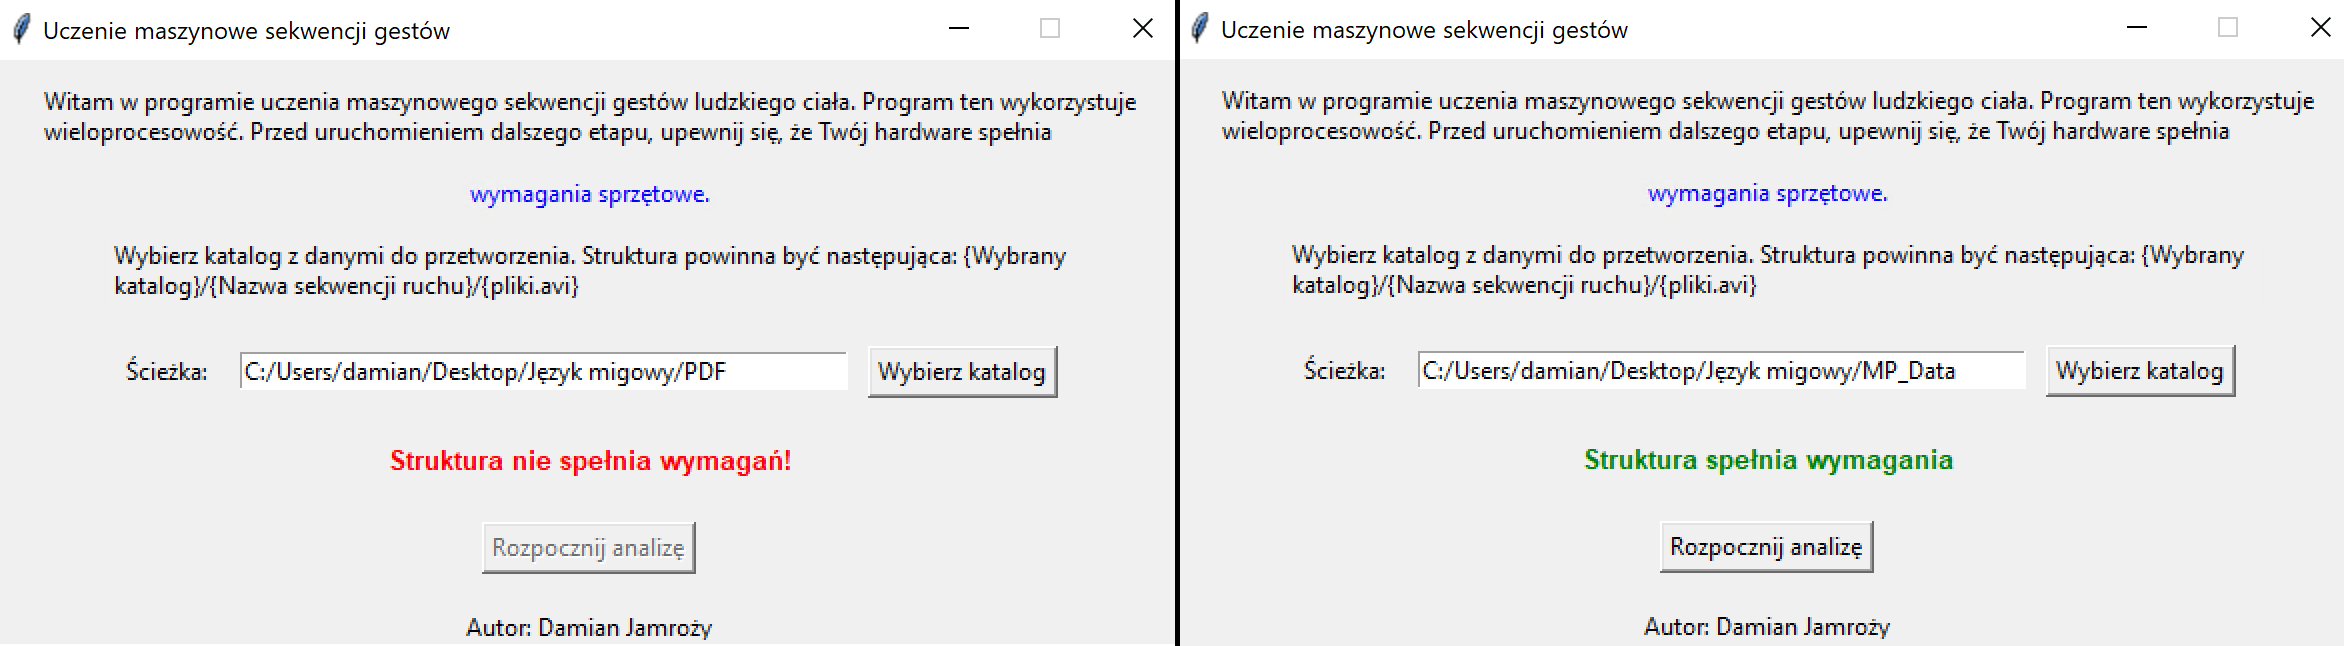 Uczenie maszynowe sekwencji gestów
Witam w programie uczenia maszynowego sekwencji gestów ludzkiego ciała. Program ten wykorzystuje
wieloprocesowość. Przed uruchomieniem dalszego etapu, upewnij się, że Twój hardware spełnia
wymagania sprzętowe.
Wybierz katalog z danymi do przetworzenia. Struktura powinna być następująca: {Wybrany
katalog}/{Nazwa sekwencji ruchu}/{pliki.avi}
Ścieżka: C:/Users/damian/Desktop/Język migowy/PDF Wybierz katalog
Struktura nie spełnia wymagań!
Rozpocznij analizę
Autor: Damian Jamroży
Uczenie maszynowe sekwencji gestów
Witam w programie uczenia maszynowego sekwencji gestów ludzkiego ciała. Program ten wykorzystuje
wieloprocesowość. Przed uruchomieniem dalszego etapu, upewnij się, że Twój hardware spełnia
wymagania sprzętowe.
Wybierz katalog z danymi do przetworzenia. Struktura powinna być następująca: {Wybrany
katalog}/{Nazwa sekwencji ruchu}/{pliki.avi}
Ścieżka: C:/Users/damian/Desktop/Język migowy/MP_Data Wybierz katalog
Struktura spełnia wymagania
Rozpocznij analizę
Autor: Damian Jamroży